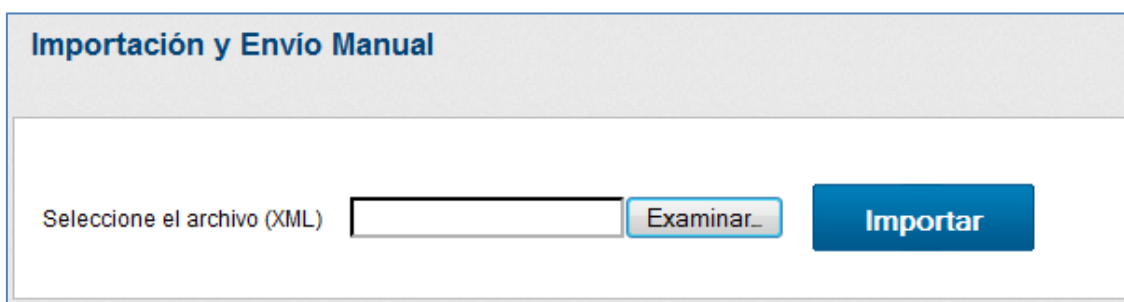 Importación y Envío Manual
Seleccione el archivo (XML) Examinar... Importar